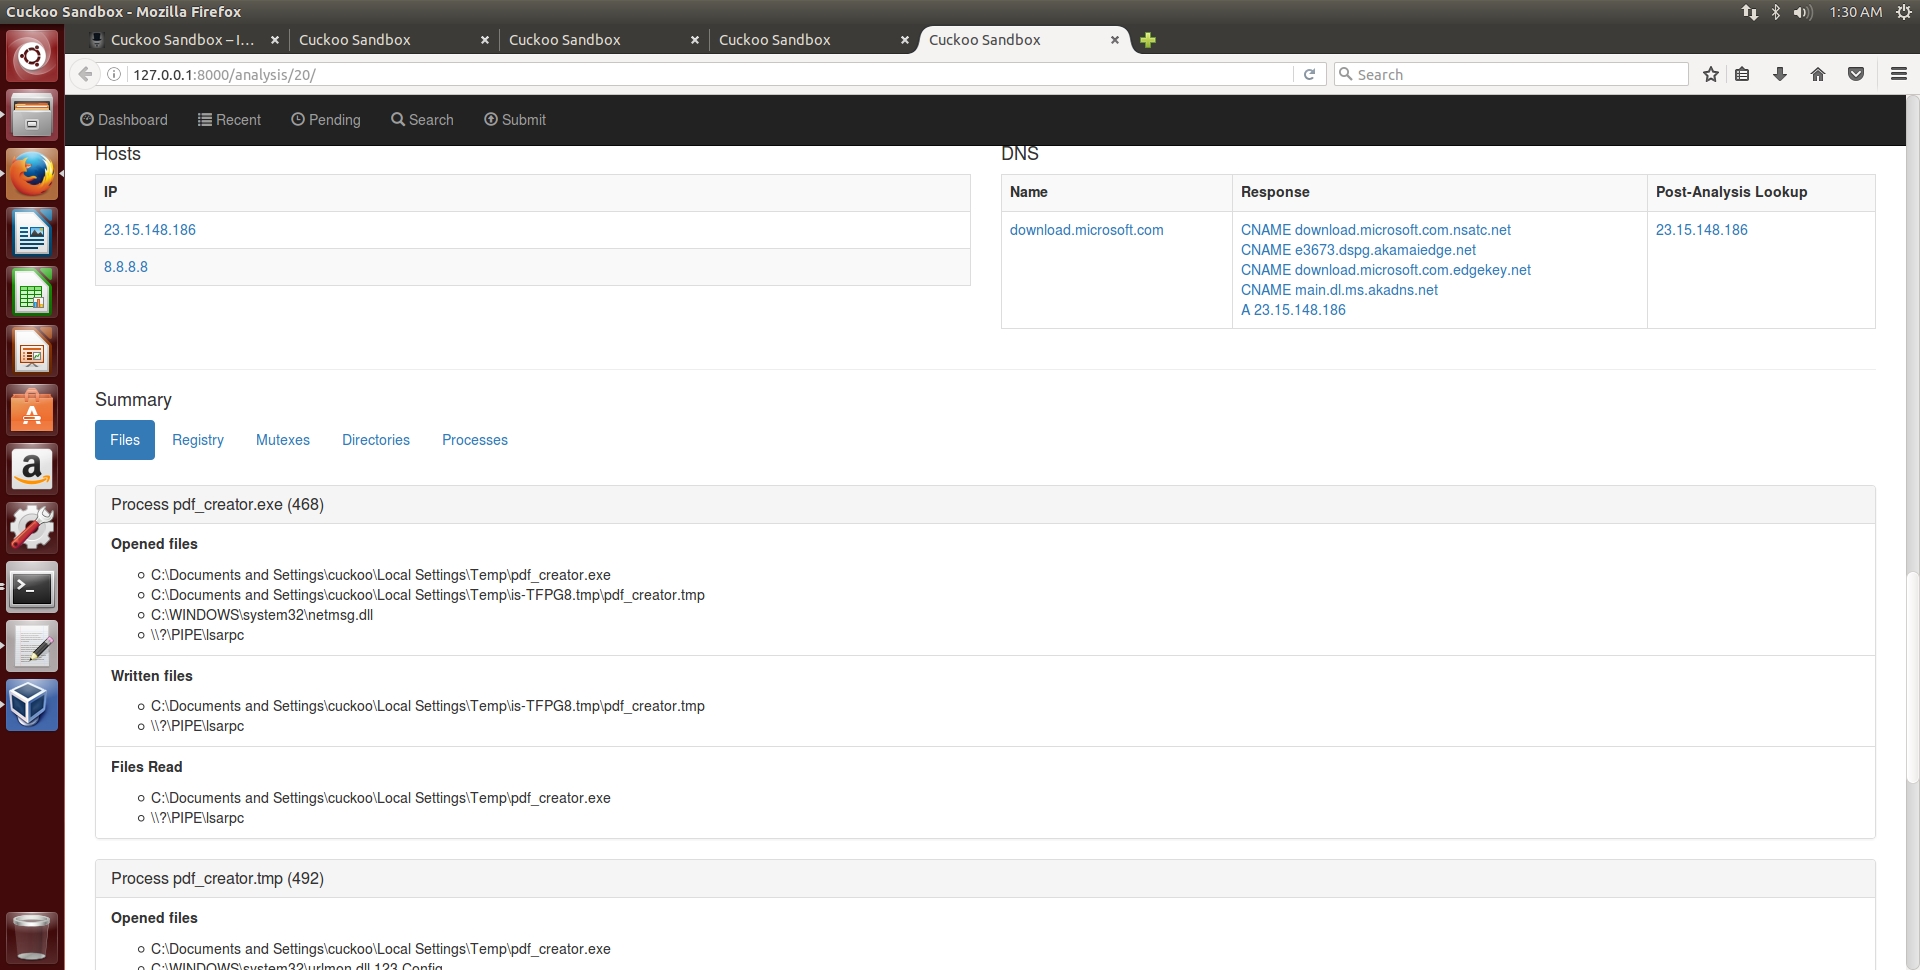 Cuckoo Sandbox - Mozilla Firefox
1:30 AM
Cuckoo Sandbox – I...
Cuckoo Sandbox
Cuckoo Sandbox
Cuckoo Sandbox
Cuckoo Sandbox
127.0.0.1:8000/analysis/20/
Search
Dashboard
Recent
Pending
Search
Submit
Hosts
IP
23.15.148.186
8.8.8.8
DNS
Name
Response
Post-Analysis Lookup
download.microsoft.com
CNAME download.microsoft.com.nsatc.net
CNAME e3673.dspg.akamaiedge.net
CNAME download.microsoft.com.edgekey.net
CNAME main.dl.ms.akadns.net
A 23.15.148.186
23.15.148.186
Summary
Files
Registry
Mutexes
Directories
Processes
Process pdf_creator.exe (468)
Opened files
C:\Documents and Settings\cuckoo\Local Settings\Temp\pdf_creator.exe
C:\Documents and Settings\cuckoo\Local Settings\Temp\is-TFPG8.tmp\pdf_creator.tmp
C:\WINDOWS\system32\netmsg.dll
\\?\PIPE\lsarpc
Written files
C:\Documents and Settings\cuckoo\Local Settings\Temp\is-TFPG8.tmp\pdf_creator.tmp
\\?\PIPE\lsarpc
Files Read
C:\Documents and Settings\cuckoo\Local Settings\Temp\pdf_creator.exe
\\?\PIPE\lsarpc
Process pdf_creator.tmp (492)
Opened files
C:\Documents and Settings\cuckoo\Local Settings\Temp\pdf_creator.exe
C:\WINDOWS\system32\urlmon.dll.123.Config